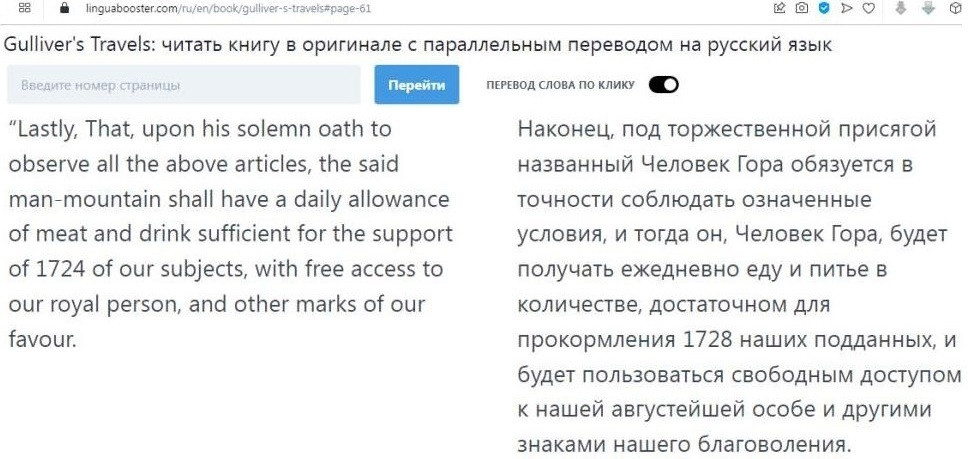 linguabooster.com/ru/en/book/gulliver-s-travels#page-61
Gulliver's Travels: читать книгу в оригинале с параллельным переводом на русский язык
Введите номер страницы
Перейти
ПЕРЕВОД СЛОВА ПО КЛИКУ
“Lastly, That, upon his solemn oath to
observe all the above articles, the said
man-mountain shall have a daily allowance
of meat and drink sufficient for the support
of 1724 of our subjects, with free access to
our royal person, and other marks of our
favour.
Наконец, под торжественной присягой
названный Человек Гора обязуется в
точности соблюдать означенные
условия, и тогда он, Человек Гора, будет
получать ежедневно еду и питье в
количестве, достаточном для
прокормления 1728 наших подданных, и
будет пользоваться свободным доступом
к нашей августейшей особе и другими
знаками нашего благоволения.